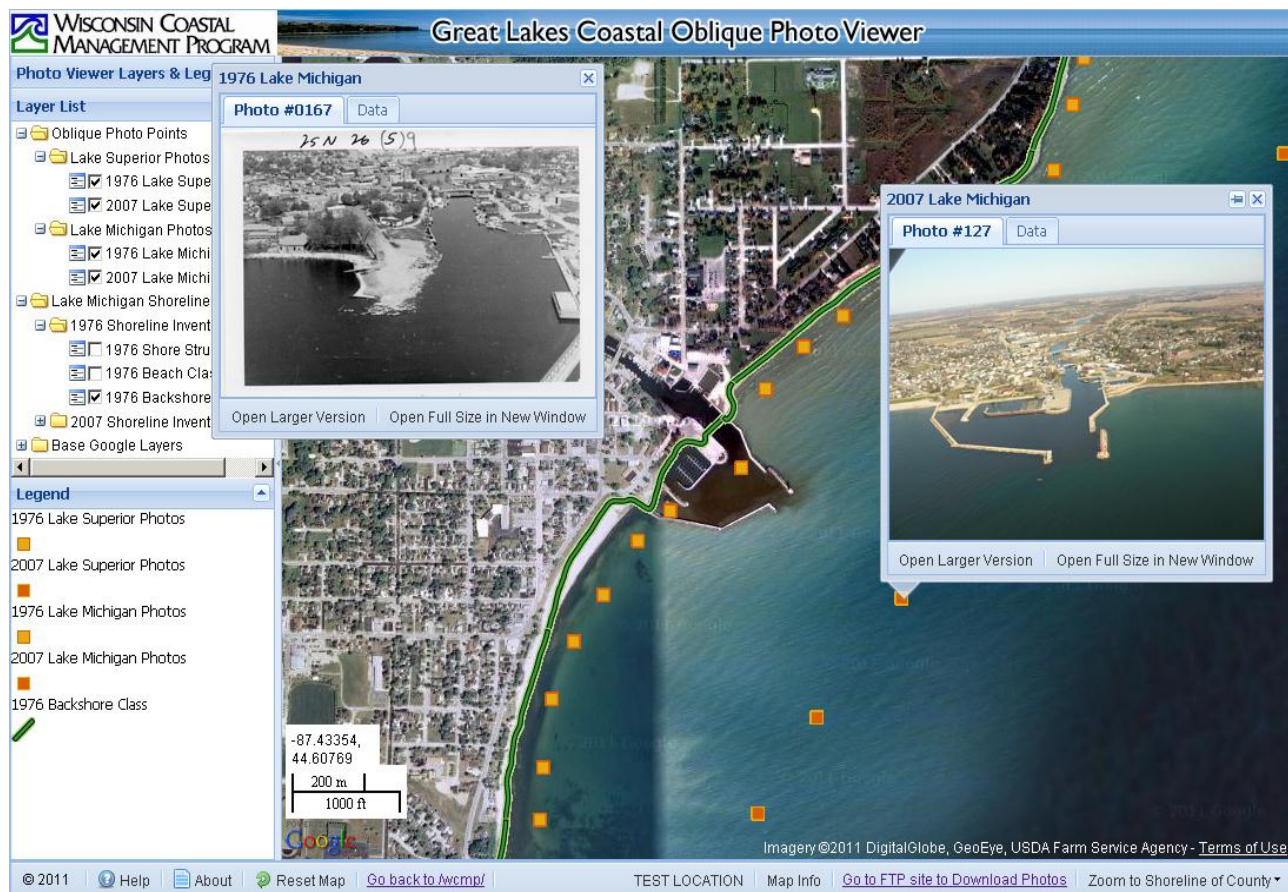 WISCONSIN COASTAL
MANAGEMENT PROGRAM
Great Lakes Coastal Oblique Photo Viewer
Photo Viewer Layers & Leg
Layer List
Oblique Photo Points
Lake Superior Photos
1976 Lake Supe
2007 Lake Supe
Lake Michigan Photos
1976 Lake Michi
2007 Lake Michi
Lake Michigan Shoreline
1976 Shoreline Invent
1976 Shore Stru
1976 Beach Clas
1976 Backshore
2007 Shoreline Invent
Base Google Layers
Legend
1976 Lake Superior Photos
2007 Lake Superior Photos
1976 Lake Michigan Photos
2007 Lake Michigan Photos
1976 Backshore Class
1976 Lake Michigan
Photo #0167 Data
25 N 26 (5)9
Open Larger Version Open Full Size in New Window
2007 Lake Michigan
Photo #127 Data
Open Larger Version Open Full Size in New Window
-87.43354,
44.60769
200 m
1000 ft
Google
© 2011 Google
Imagery ©2011 DigitalGlobe, GeoEye, USDA Farm Service Agency - Terms of Use
© 2011 Help About Reset Map Go back to /wcmp/ TEST LOCATION Map Info Go to FTP site to Download Photos Zoom to Shoreline of County